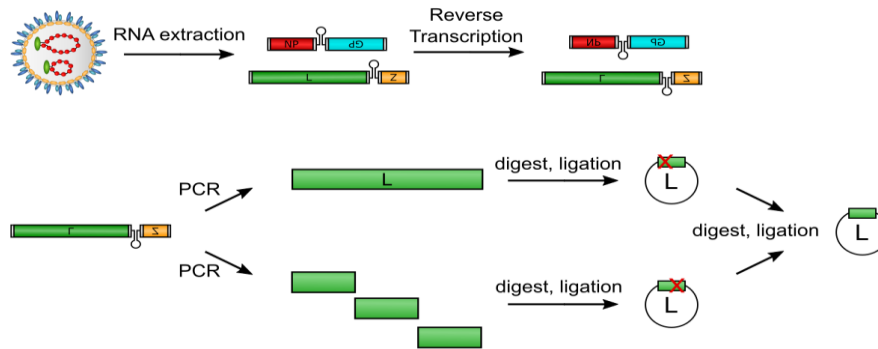 RNA extraction
Reverse
Transcription
NP
GP
L
Z
NP
GP
L
Z
PCR
L
digest, ligation
L
L
Z
digest, ligation
L
PCR
digest, ligation
L